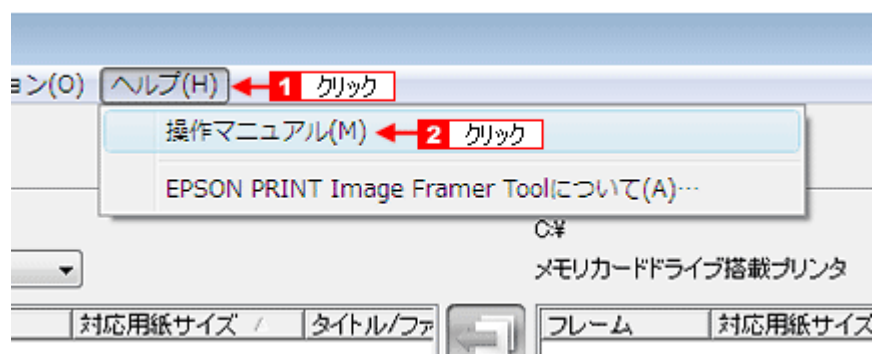 ョン(O) ヘルプ(H) 1 クリック
操作マニュアル(M) 2 クリック
EPSON PRINT Image Framer Toolについて(A)…
C:¥
メモリカードドライブ搭載プリンタ
対応用紙サイズ / タイトル/ファ フレーム 対応用紙サイズ